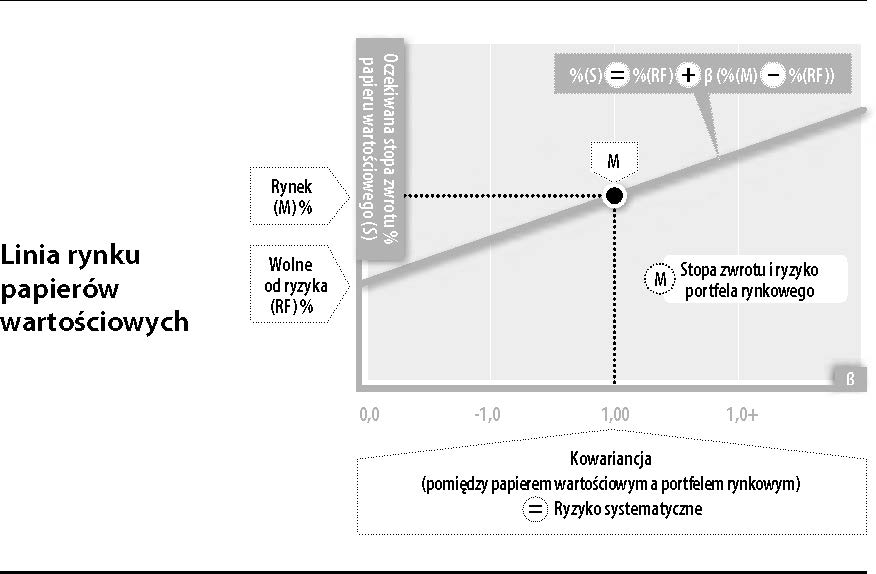 Linia rynku
papierów
wartościowych
Oczekiwana stopa zwrotu %
papieru wartościowego (S)
%(S) = %(RF) + β (%(M) − %(RF))
M
Rynek
(M) %
Wolne
od ryzyka
(RF) %
M Stopa zwrotu i ryzyko
portfela rynkowego
ß
0,0 -1,0 1,00 1,0+
Kowariancja
(pomiędzy papierem wartościowym a portfelem rynkowym)
= Ryzyko systematyczne